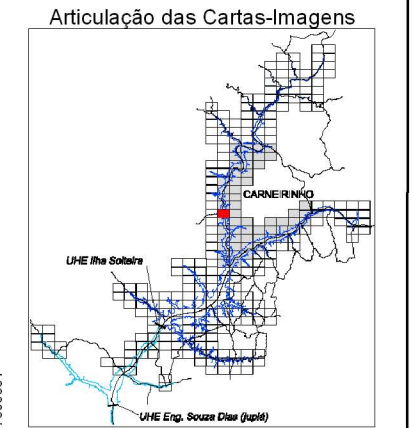 Articulação das Cartas-Imagens
CARNEIRINHO
UHE Ilha Solteira
UHE Eng. Souza Dias (jupiá)